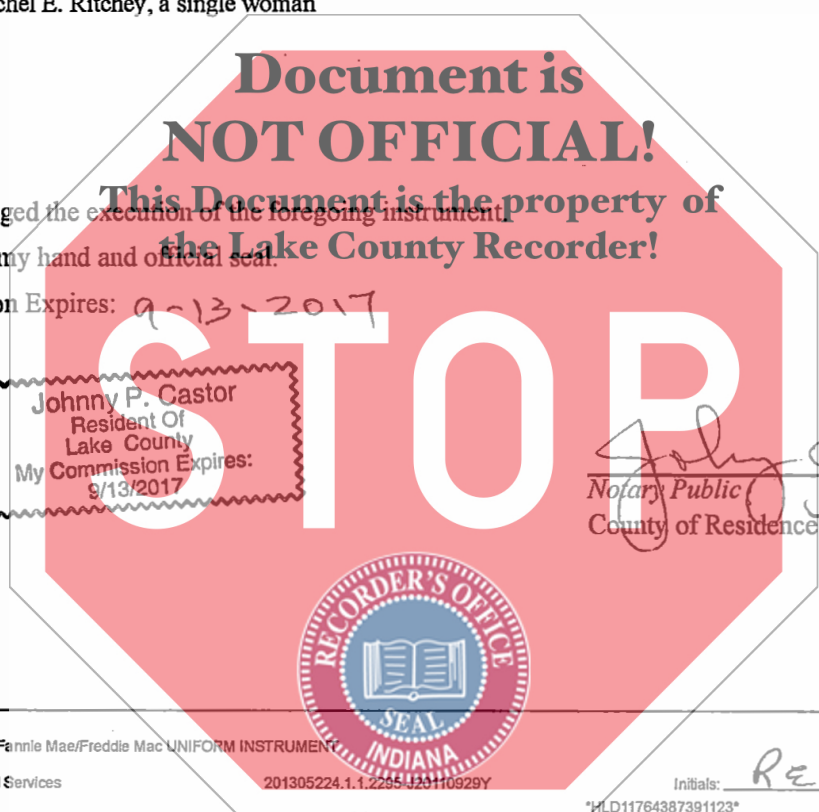 chel E. Ritchey, a single woman
Document is
NOT OFFICIAL!
This Document is the property of
the Lake County Recorder!
ged the execution of the foregoing instrument.
my hand and official seal.
n Expires: 9-13-2017
STOP
Johnny P. Castor
Resident Of
Lake County
My Commission Expires:
9/13/2017
Notary Public
County of Residence
RECORDER'S OFFICE
SEAL
INDIANA
Fannie Mae/Freddie Mac UNIFORM INSTRUMENT
Services 201305224.1.1.2295-J20110929Y Initials: RE
*HLD11764387391123*